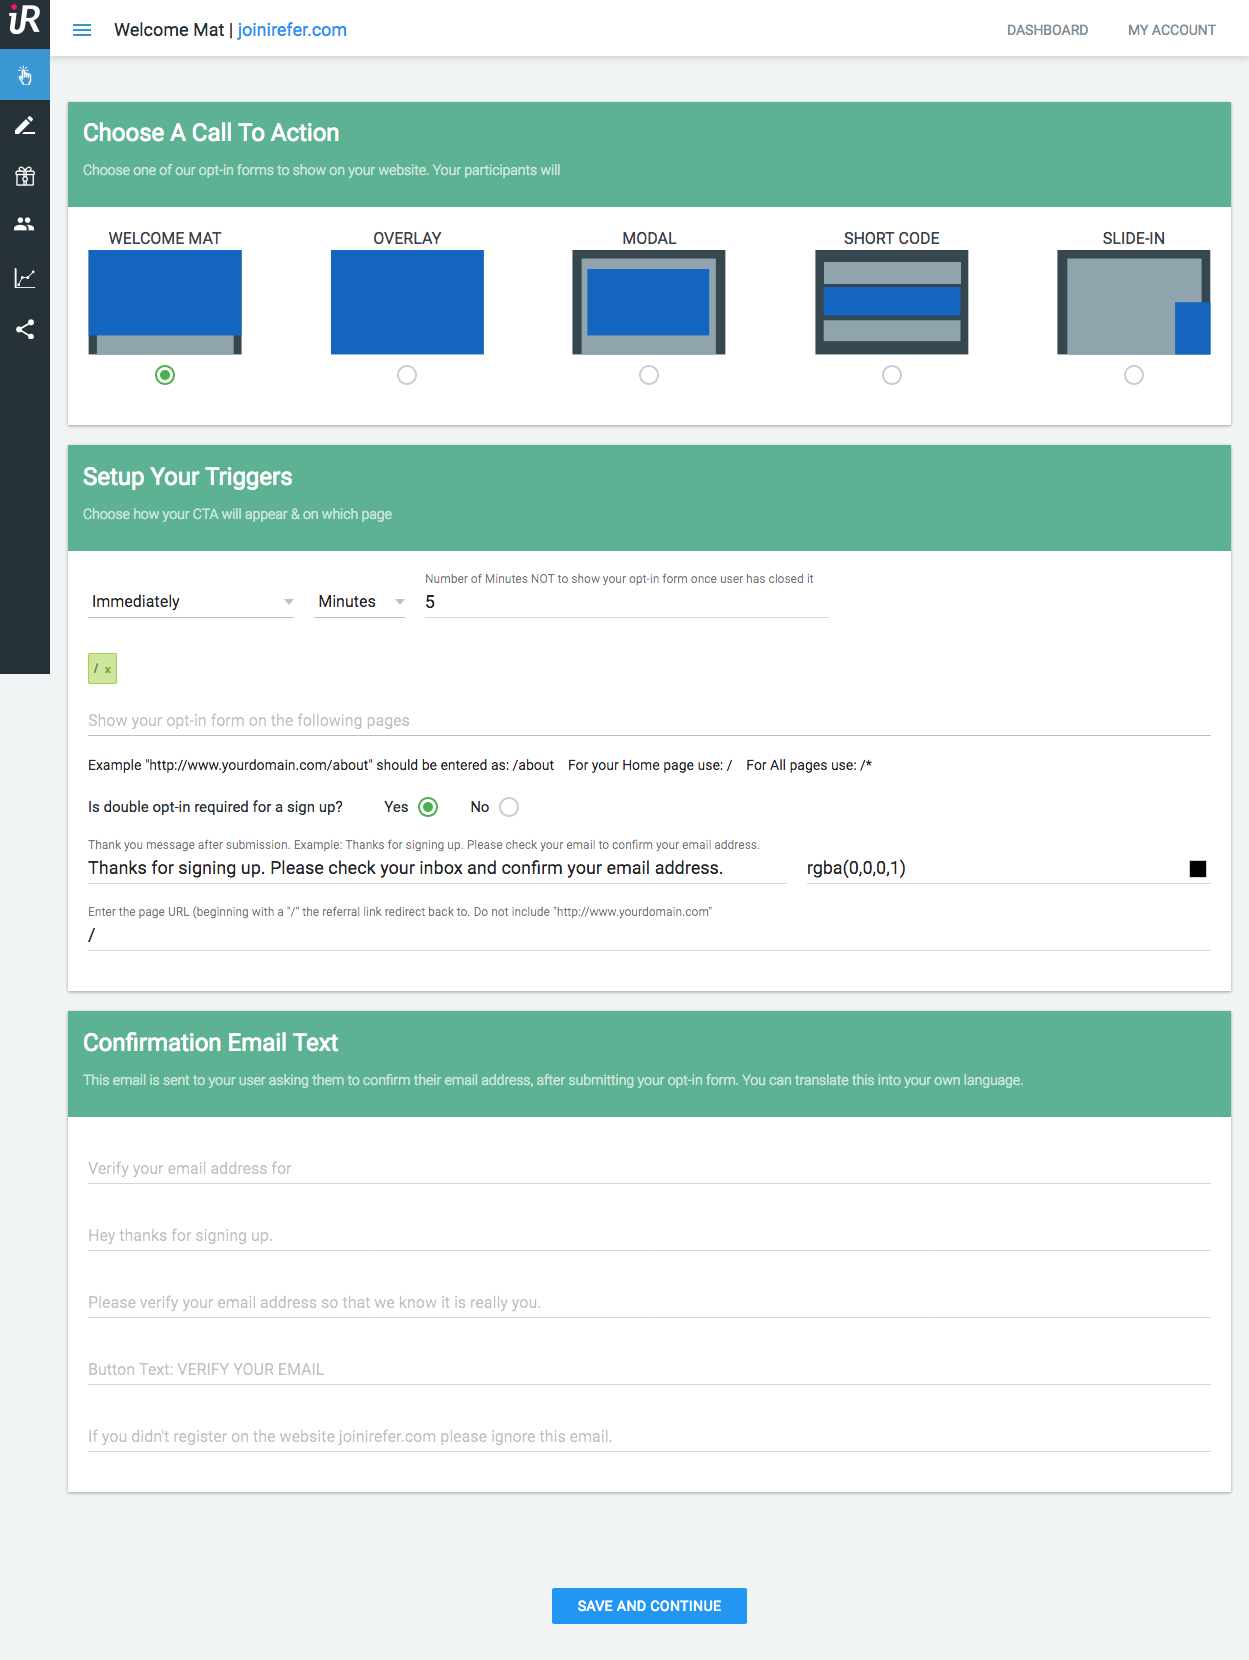 iR
Welcome Mat | joinirefer.com
DASHBOARD
MY ACCOUNT
Choose A Call To Action
Choose one of our opt-in forms to show on your website. Your participants will
WELCOME MAT
OVERLAY
MODAL
SHORT CODE
SLIDE-IN
Setup Your Triggers
Choose how your CTA will appear & on which page
Number of Minutes NOT to show your opt-in form once user has closed it
Immediately
Minutes
5
/ x
Show your opt-in form on the following pages
Example "http://www.yourdomain.com/about" should be entered as: /about For your Home page use: / For All pages use: /*
Is double opt-in required for a sign up? Yes No
Thank you message after submission. Example: Thanks for signing up. Please check your email to confirm your email address.
Thanks for signing up. Please check your inbox and confirm your email address.
rgba(0,0,0,1)
Enter the page URL (beginning with a "/" the referral link redirect back to. Do not include "http://www.yourdomain.com"
/
Confirmation Email Text
This email is sent to your user asking them to confirm their email address, after submitting your opt-in form. You can translate this into your own language.
Verify your email address for
Hey thanks for signing up.
Please verify your email address so that we know it is really you.
Button Text: VERIFY YOUR EMAIL
If you didn't register on the website joinirefer.com please ignore this email.
SAVE AND CONTINUE